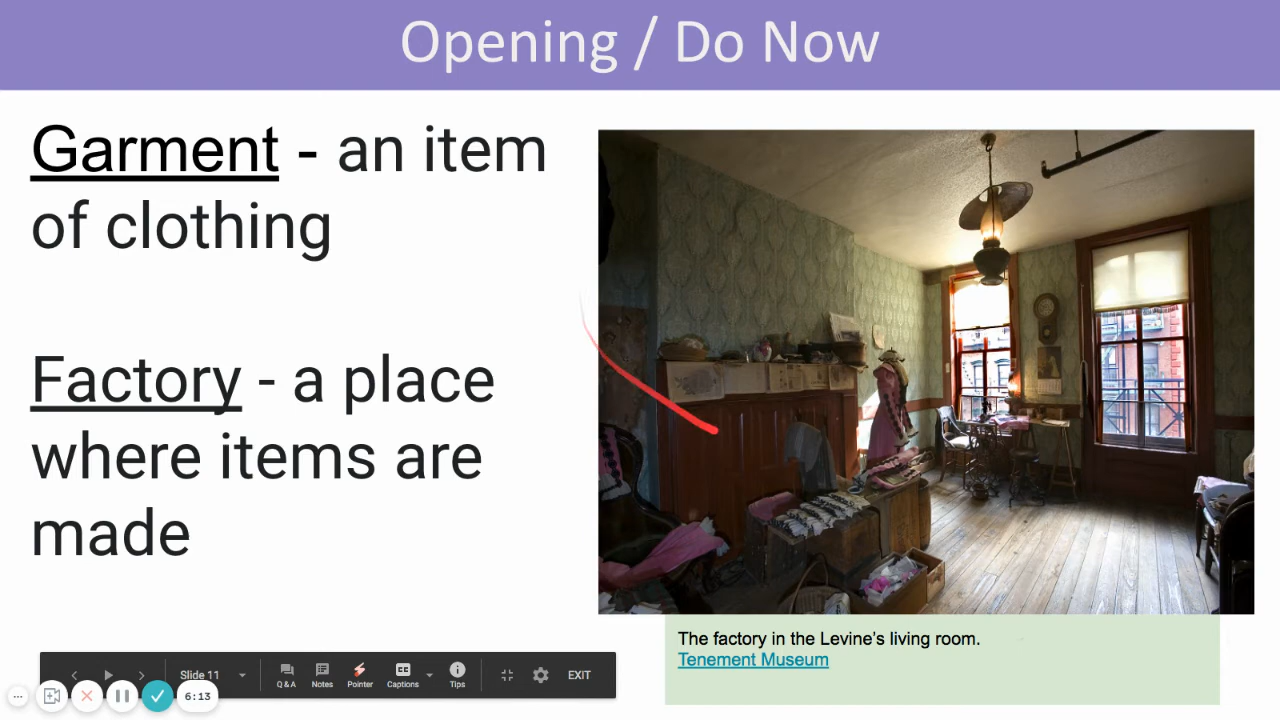 Opening / Do Now
Garment - an item
of clothing
Factory - a place
where items are
made
The factory in the Levine's living room.
Tenement Museum
Slide 11
Q & A
Notes
Pointer
CC
Captions
Tips
EXIT
6:13